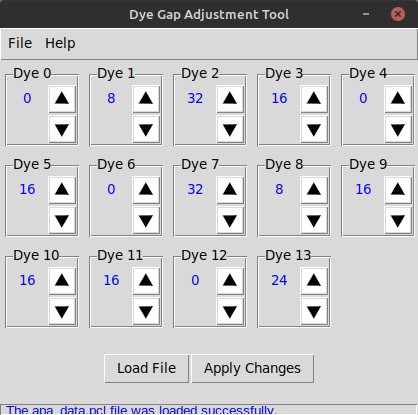 Dye Gap Adjustment Tool
File Help
Dye 0 Dye 1 Dye 2 Dye 3 Dye 4
0 8 32 16 0
Dye 5 Dye 6 Dye 7 Dye 8 Dye 9
16 0 32 8 16
Dye 10 Dye 11 Dye 12 Dye 13
16 16 0 24
Load File Apply Changes
The apa_data.pcl file was loaded successfully.